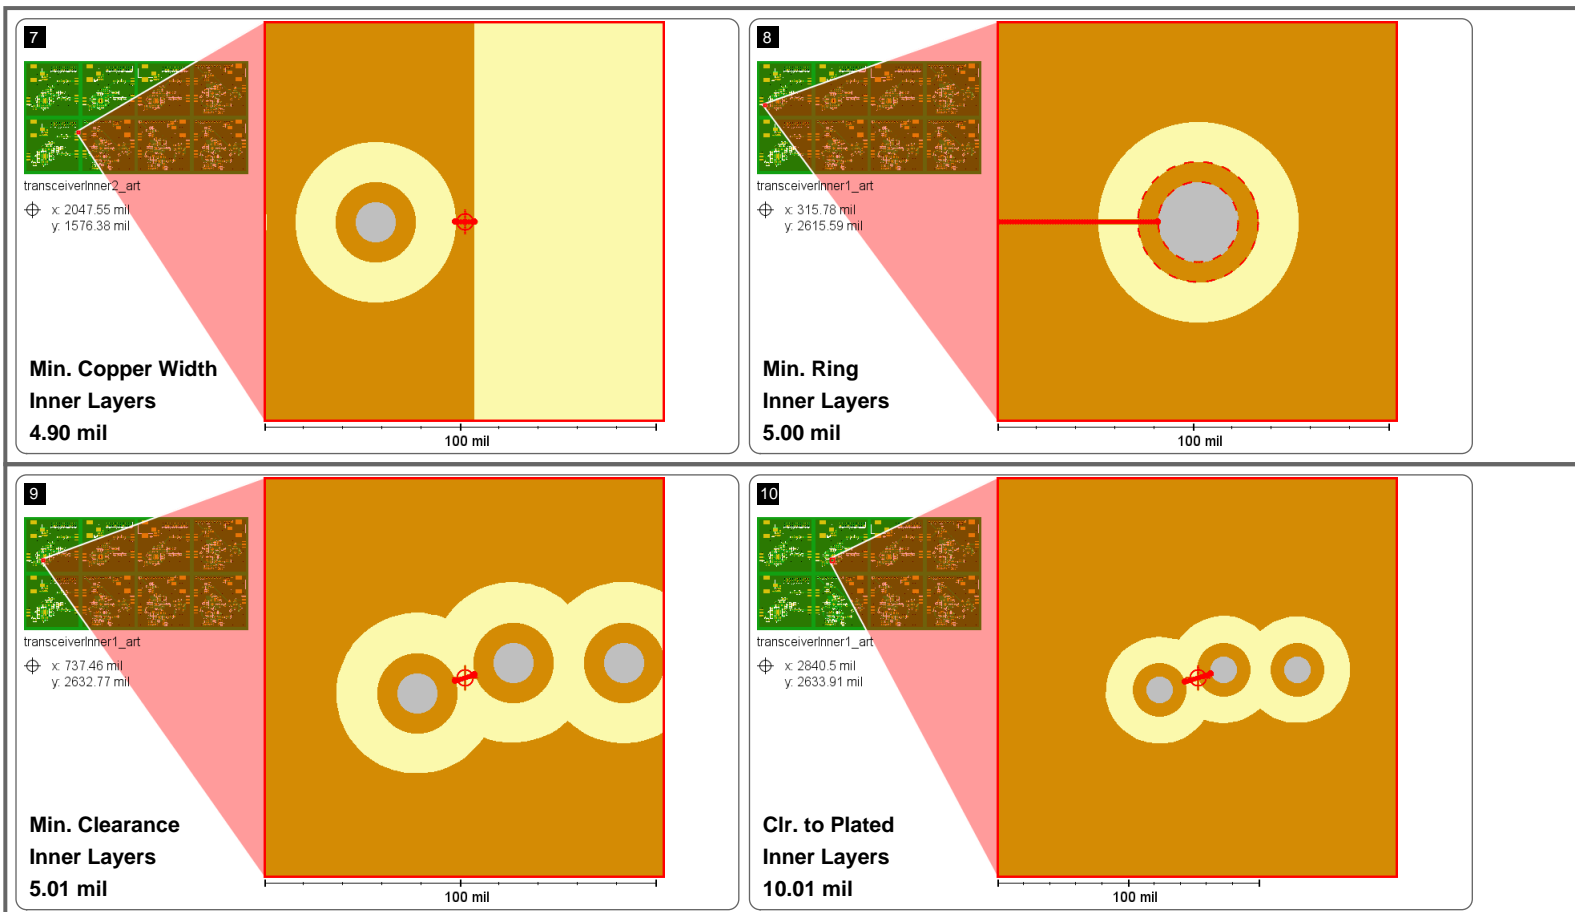 7
transceiverInner2_art
x: 2047.55 mil
y: 1576.38 mil
Min. Copper Width
Inner Layers
4.90 mil
100 mil
8
transceiverInner1_art
x: 315.78 mil
y: 2615.59 mil
Min. Ring
Inner Layers
5.00 mil
100 mil
9
transceiverInner1_art
x: 737.46 mil
y: 2632.77 mil
Min. Clearance
Inner Layers
5.01 mil
100 mil
10
transceiverInner1_art
x: 2840.5 mil
y: 2633.91 mil
Clr. to Plated
Inner Layers
10.01 mil
100 mil